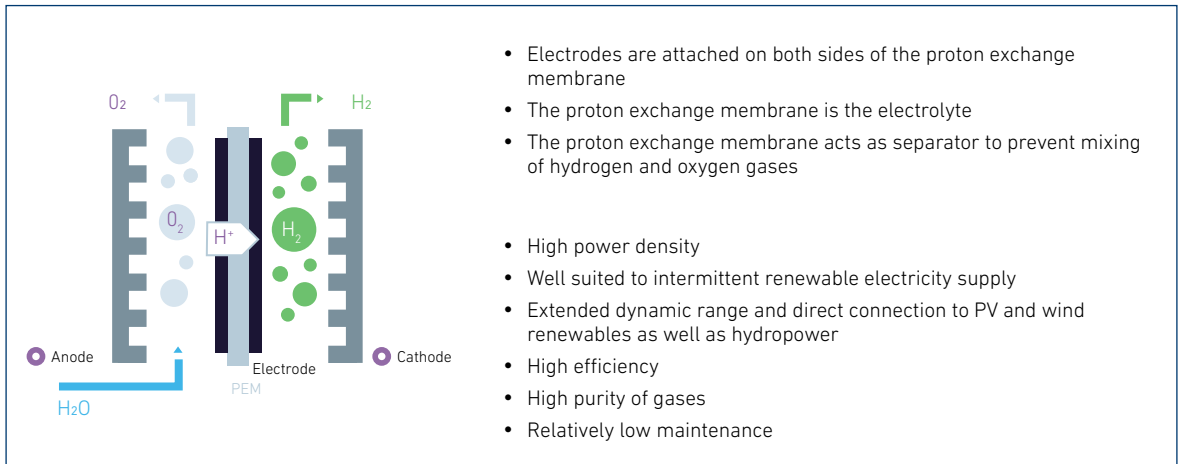 O₂
H₂
O₂
H⁺
H₂
Anode
Electrode
Cathode
PEM
H₂O
• Electrodes are attached on both sides of the proton exchange
membrane
• The proton exchange membrane is the electrolyte
• The proton exchange membrane acts as separator to prevent mixing
of hydrogen and oxygen gases
• High power density
• Well suited to intermittent renewable electricity supply
• Extended dynamic range and direct connection to PV and wind
renewables as well as hydropower
• High efficiency
• High purity of gases
• Relatively low maintenance